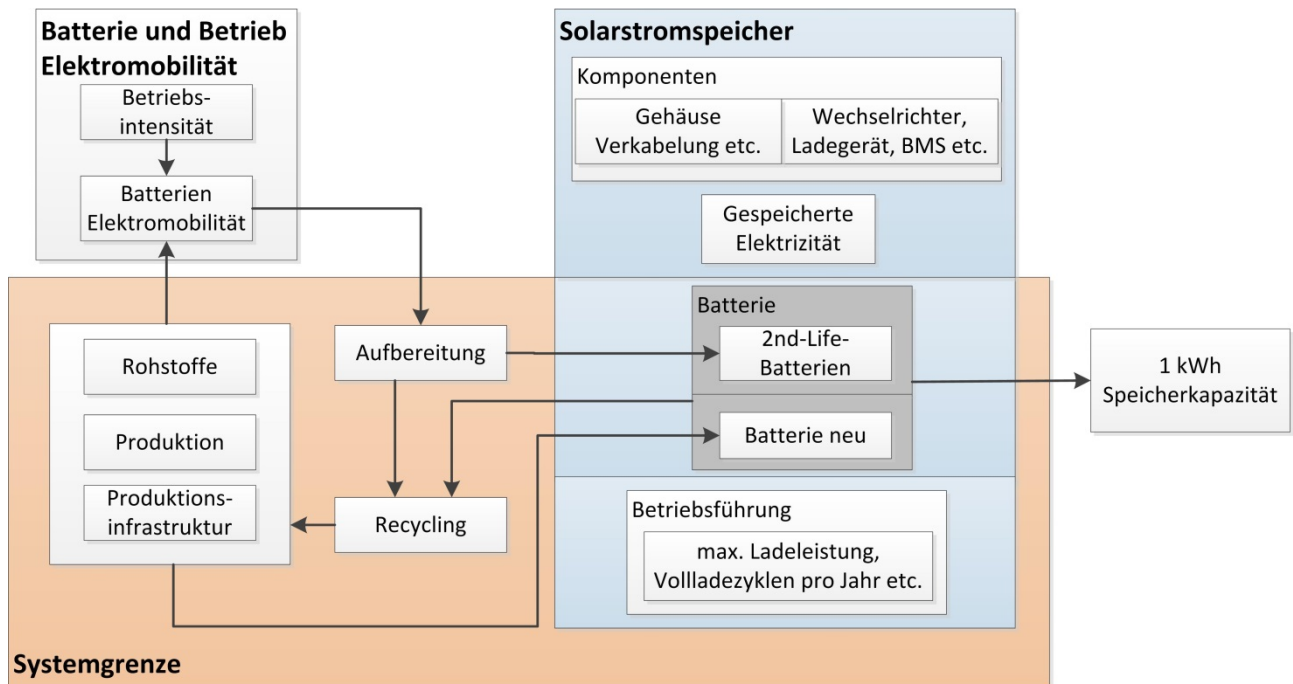 Batterie und Betrieb
Elektromobilität
Betriebs-
intensität
Batterien
Elektromobilität
Solarstromspeicher
Komponenten
Gehäuse
Verkabelung etc.
Wechselrichter,
Ladegerät, BMS etc.
Gespeicherte
Elektrizität
Rohstoffe
Produktion
Produktions-
infrastruktur
Aufbereitung
Recycling
Batterie
2nd-Life-
Batterien
Batterie neu
Betriebsführung
max. Ladeleistung,
Vollladezyklen pro Jahr etc.
1 kWh
Speicherkapazität
Systemgrenze